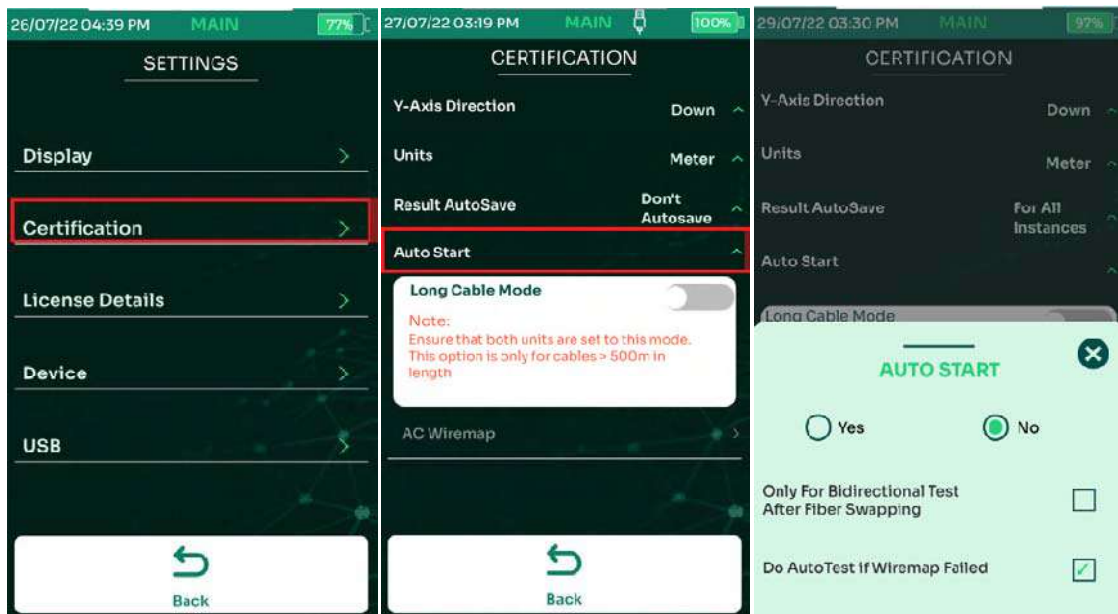 26/07/22 04:39 PM MAIN 77%
SETTINGS
Display
Certification
License Details
Device
USB
Back
27/07/22 03:19 PM MAIN 100%
CERTIFICATION
Y-Axis Direction Down
Units Meter
Result AutoSave Don't
Autosave
Auto Start
Long Cable Mode
Note:
Ensure that both units are set to this mode.
This option is only for cables > 500m in
length
AC Wiremap
Back
29/07/22 03:30 PM MAIN 97%
CERTIFICATION
Y-Axis Direction Down
Units Meter
Result AutoSave For All
Instances
Auto Start
Long Cable Mode
AUTO START
Yes No
Only For Bidirectional Test
After Fiber Swapping
Do AutoTest if Wiremap Failed